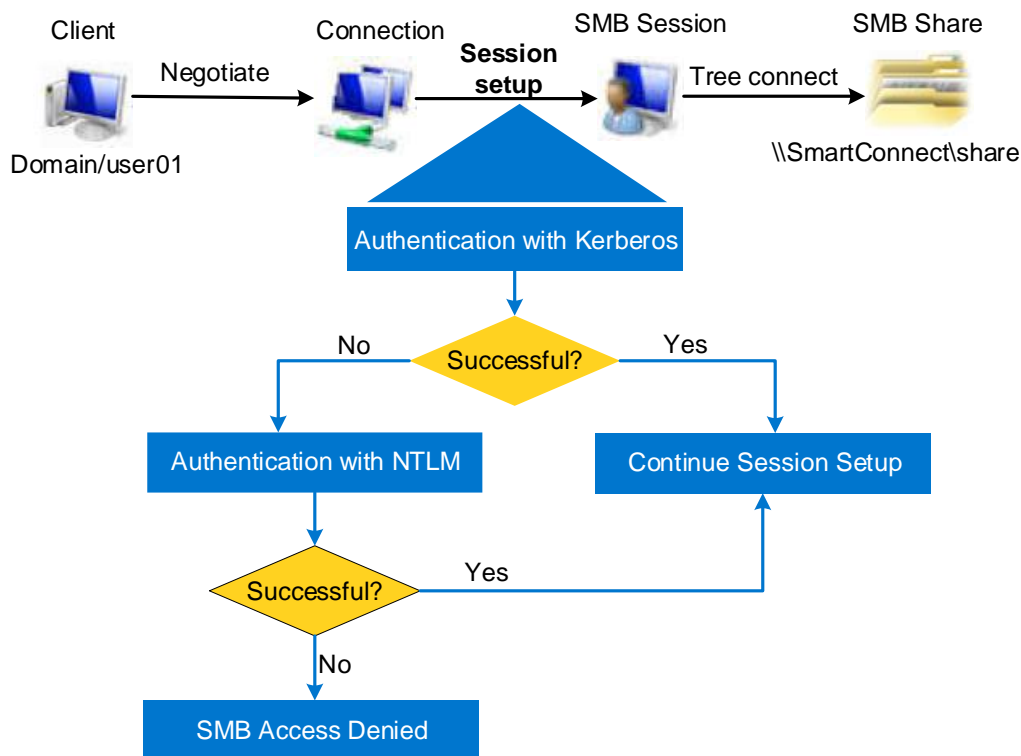 Client
Connection
Session
setup
SMB Session
SMB Share
Negotiate
Tree connect
Domain/user01
\\SmartConnect\share
Authentication with Kerberos
No
Successful?
Yes
Authentication with NTLM
Continue Session Setup
Successful?
Yes
No
SMB Access Denied